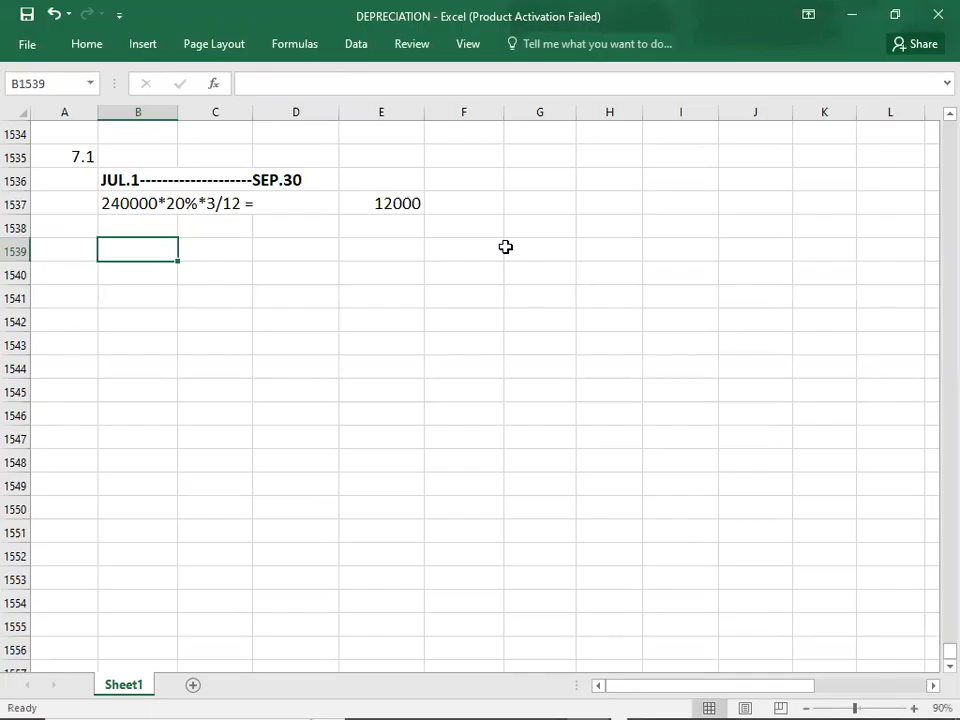 DEPRECIATION - Excel (Product Activation Failed)
File Home Insert Page Layout Formulas Data Review View Tell me what you want to do... Share
B1539 fx
A B C D E F G H I J K L
1534
1535 7.1
1536 JUL.1---------------------SEP.30
1537 240000*20%*3/12 = 12000
1538
1539
1540
1541
1542
1543
1544
1545
1546
1547
1548
1549
1550
1551
1552
1553
1554
1555
1556
1557
Sheet1
Ready 90%